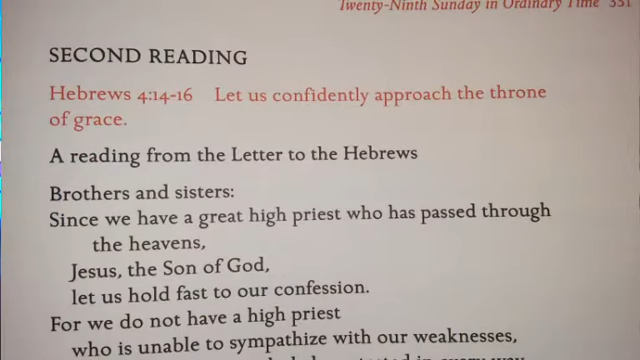 Twenty-Ninth Sunday in Ordinary Time 331
SECOND READING
Hebrews 4:14-16 Let us confidently approach the throne
of grace.
A reading from the Letter to the Hebrews
Brothers and sisters:
Since we have a great high priest who has passed through
the heavens,
Jesus, the Son of God,
let us hold fast to our confession.
For we do not have a high priest
who is unable to sympathize with our weaknesses,